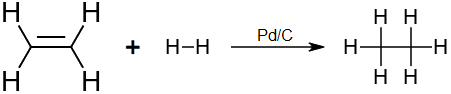 H H H H
+
H–H
Pd/C
H H H H H H